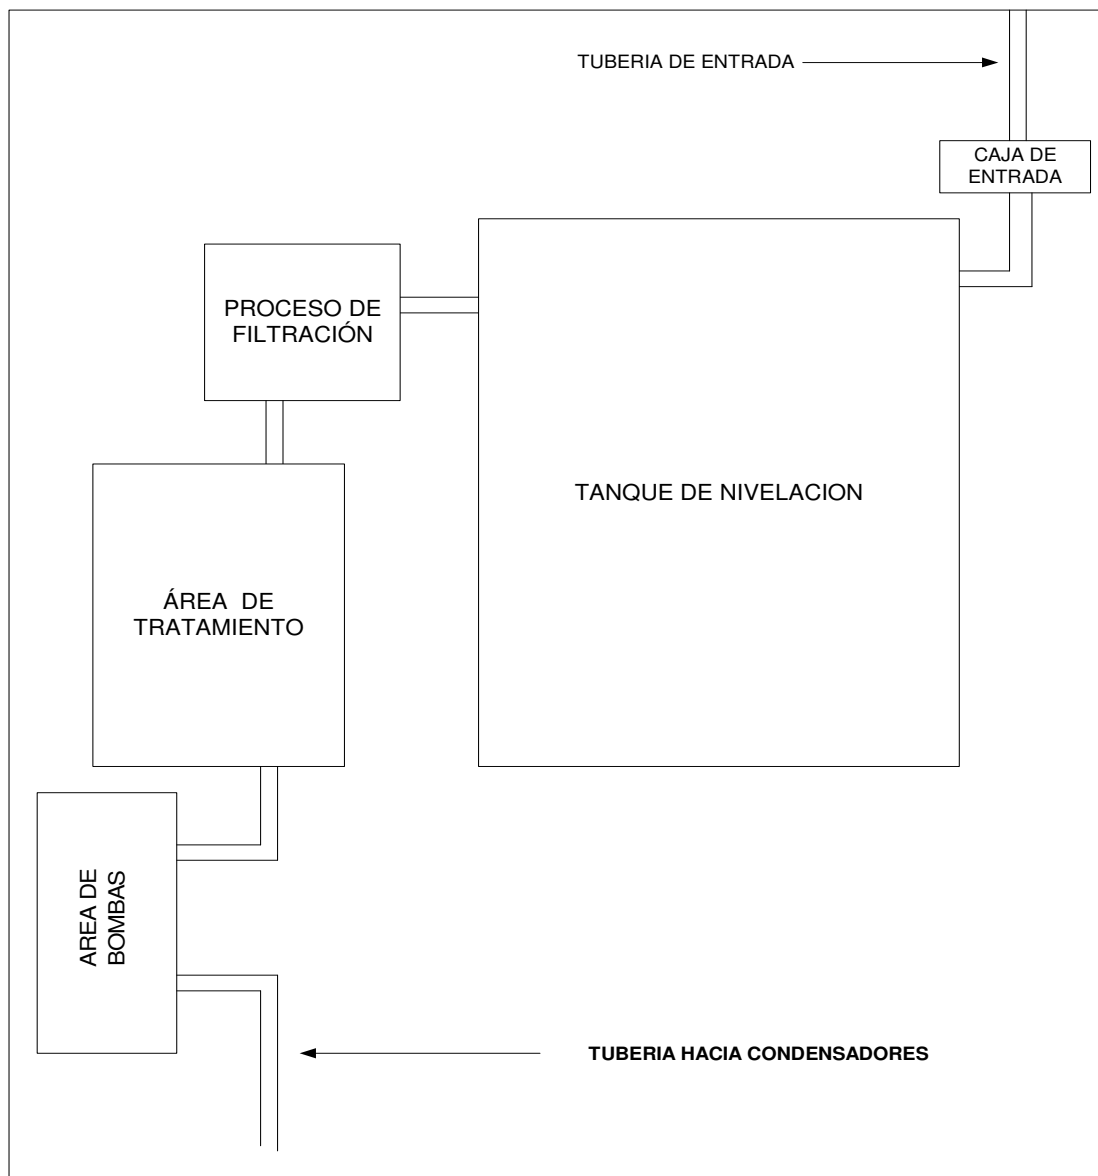 TUBERIA DE ENTRADA
CAJA DE
ENTRADA
PROCESO DE
FILTRACIÓN
TANQUE DE NIVELACION
ÁREA DE
TRATAMIENTO
AREA DE
BOMBAS
TUBERIA HACIA CONDENSADORES